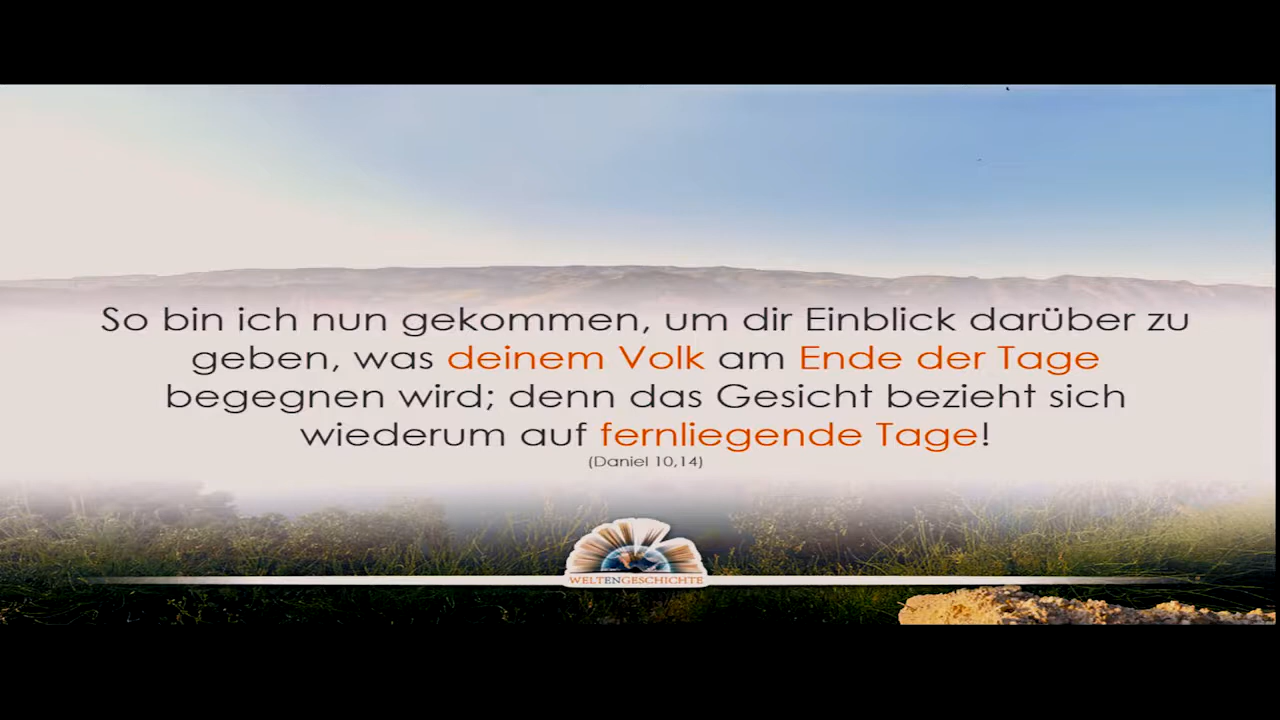 So bin ich nun gekommen, um dir Einblick darüber zu
geben, was deinem Volk am Ende der Tage
begegnen wird; denn das Gesicht bezieht sich
wiederum auf fernliegende Tage!
(Daniel 10,14)
WELTENGESCHICHTE